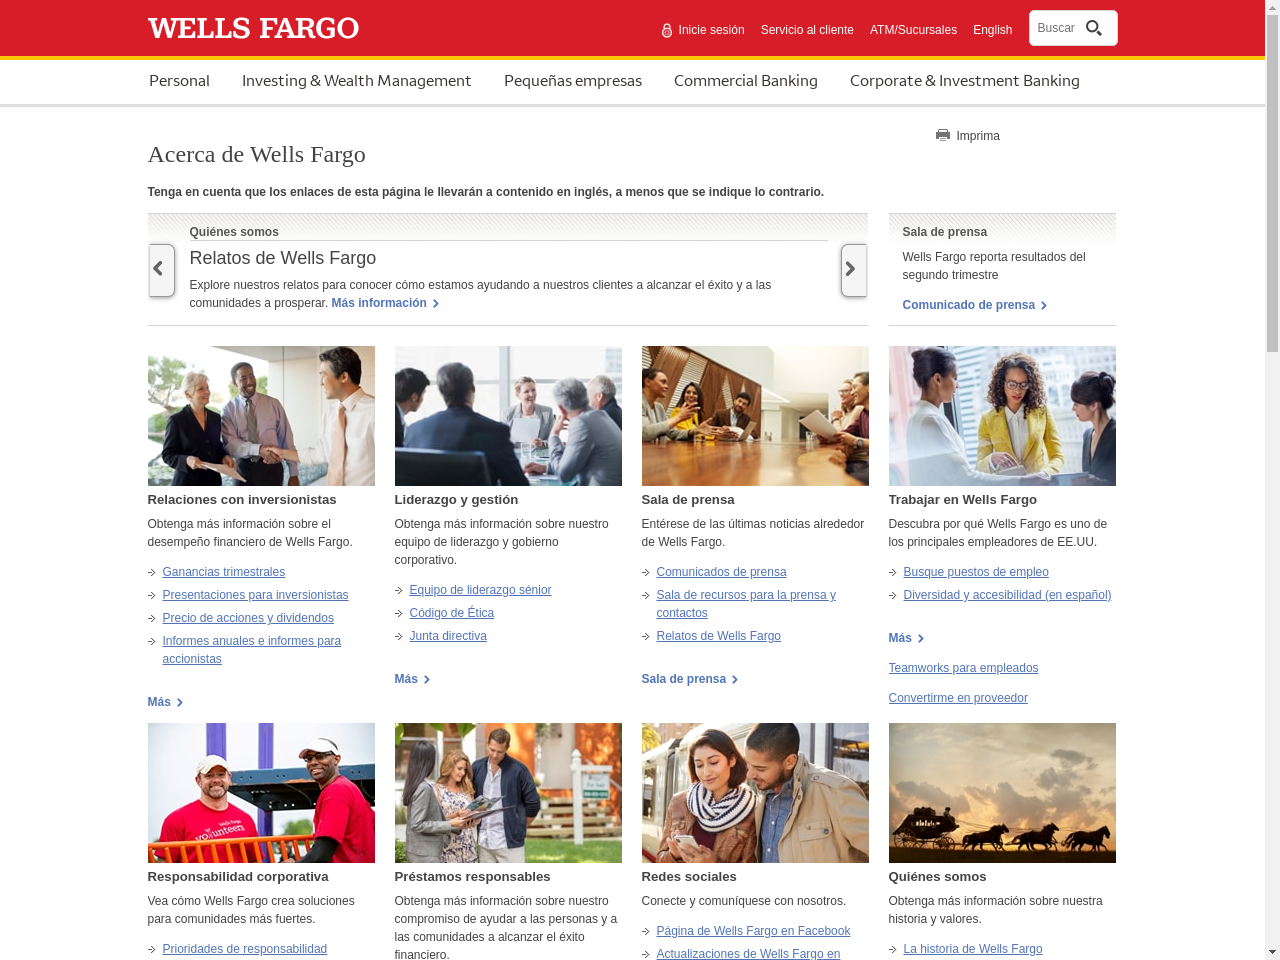 WELLS FARGO
Inicie sesión
Servicio al cliente
ATM/Sucursales
English
Buscar
Personal
Investing & Wealth Management
Pequeñas empresas
Commercial Banking
Corporate & Investment Banking
Imprima
Acerca de Wells Fargo
Tenga en cuenta que los enlaces de esta página le llevarán a contenido en inglés, a menos que se indique lo contrario.
Quiénes somos
Relatos de Wells Fargo
Explore nuestros relatos para conocer cómo estamos ayudando a nuestros clientes a alcanzar el éxito y a las
comunidades a prosperar. Más información
Sala de prensa
Wells Fargo reporta resultados del
segundo trimestre
Comunicado de prensa
Relaciones con inversionistas
Obtenga más información sobre el
desempeño financiero de Wells Fargo.
Ganancias trimestrales
Presentaciones para inversionistas
Precio de acciones y dividendos
Informes anuales e informes para
accionistas
Más
Liderazgo y gestión
Obtenga más información sobre nuestro
equipo de liderazgo y gobierno
corporativo.
Equipo de liderazgo sénior
Código de Ética
Junta directiva
Más
Sala de prensa
Entérese de las últimas noticias alrededor
de Wells Fargo.
Comunicados de prensa
Sala de recursos para la prensa y
contactos
Relatos de Wells Fargo
Sala de prensa
Trabajar en Wells Fargo
Descubra por qué Wells Fargo es uno de
los principales empleadores de EE.UU.
Busque puestos de empleo
Diversidad y accesibilidad (en español)
Más
Teamworks para empleados
Convertirme en proveedor
Wells Fargo
volunteers
Responsabilidad corporativa
Vea cómo Wells Fargo crea soluciones
para comunidades más fuertes.
Prioridades de responsabilidad
Préstamos responsables
Obtenga más información sobre nuestro
compromiso de ayudar a las personas y a
las comunidades a alcanzar el éxito
financiero.
Redes sociales
Conecte y comuníquese con nosotros.
Página de Wells Fargo en Facebook
Actualizaciones de Wells Fargo en
Quiénes somos
Obtenga más información sobre nuestra
historia y valores.
La historia de Wells Fargo